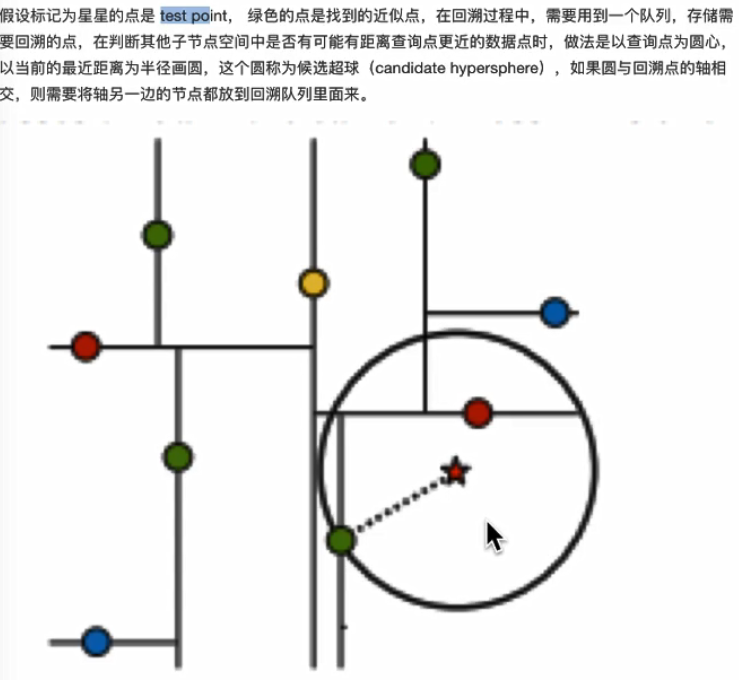 假设标记为星星的点是 test point， 绿色的点是找到的近似点，在回溯过程中，需要用到一个队列，存储需
要回溯的点，在判断其他子节点空间中是否有可能有距离查询点更近的数据点时，做法是以查询点为圆心，
以当前的最近距离为半径画圆，这个圆称为候选超球（candidate hypersphere），如果圆与回溯点的轴相
交，则需要将轴另一边的节点都放到回溯队列里面来。